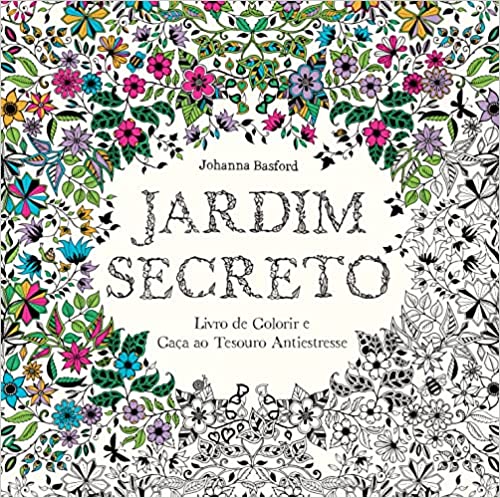 Johanna Basford
JARDIM
SECRETO
Livro de Colorir e
Caça ao Tesouro Antiestresse